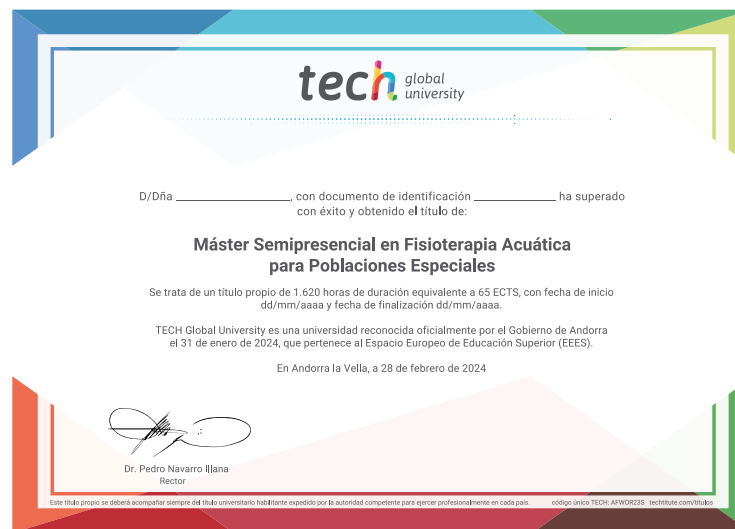 tech global
university
D/Dña ______________, con documento de identificación __________ ha superado
con éxito y obtenido el título de:
Máster Semipresencial en Fisioterapia Acuática
para Poblaciones Especiales
Se trata de un título propio de 1.620 horas de duración equivalente a 65 ECTS, con fecha de inicio
dd/mm/aaaa y fecha de finalización dd/mm/aaaa.
TECH Global University es una universidad reconocida oficialmente por el Gobierno de Andorra
el 31 de enero de 2024, que pertenece al Espacio Europeo de Educación Superior (EEES).
En Andorra la Vella, a 28 de febrero de 2024
Dr. Pedro Navarro Illana
Rector
Este título propio se deberá acompañar siempre del título universitario habilitante expedido por la autoridad competente para ejercer profesionalmente en cada país. código único TECH: AFWOR23S techtitute.com/titulos